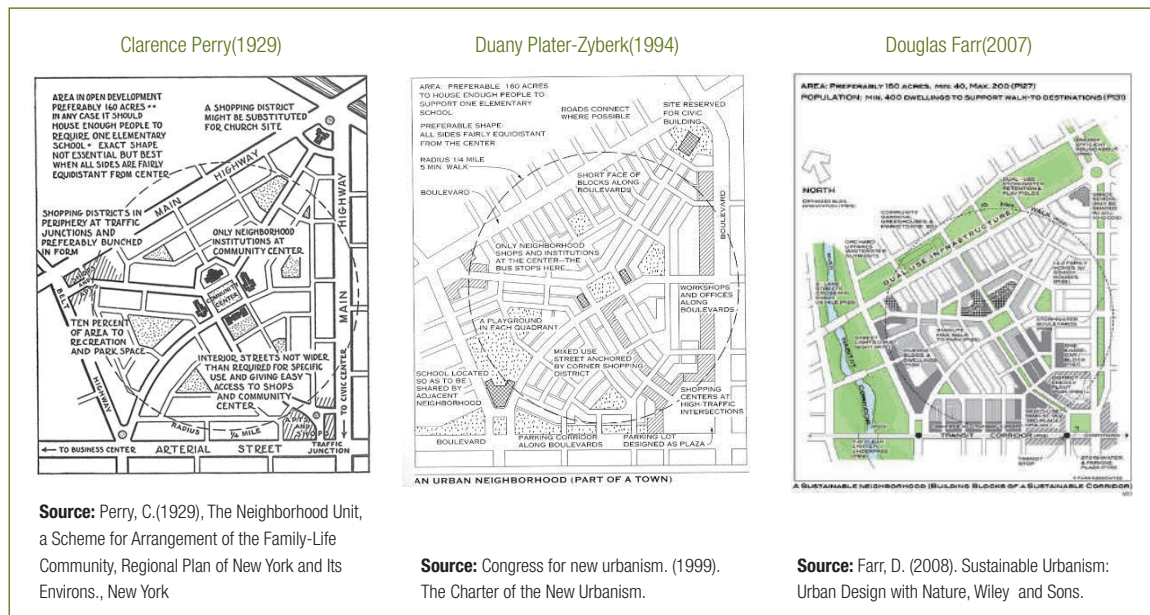 Clarence Perry(1929)
AREA IN OPEN DEVELOPMENT
PREFERABLY 160 ACRES **
IN ANY CASE IT SHOULD
HOUSE ENOUGH PEOPLE TO
REQUIRE ONE ELEMENTARY
SCHOOL * EXACT SHAPE
NOT ESSENTIAL BUT BEST
WHEN ALL SIDES ARE FAIRLY
EQUIDISTANT FROM CENTER
A SHOPPING DISTRICT
MIGHT BE SUBSTITUTED
FOR CHURCH SITE
MAIN HIGHWAY
HIGHWAY
MAIN
SHOPPING DISTRICTS IN
PERIPHERY AT TRAFFIC
JUNCTIONS AND
PREFERABLY BUNCHED
IN FORM
ONLY NEIGHBORHOOD
INSTITUTIONS AT
COMMUNITY CENTER
SHOPS
AND
COMMUNITY
CENTER
TEN PERCENT
OF AREA TO
RECREATION
AND PARK SPACE
INTERIOR STREETS NOT WIDER
THAN REQUIRED FOR SPECIFIC
USE AND GIVING EASY
ACCESS TO SHOPS
AND COMMUNITY
CENTER
HIGHWAY
RADIUS 1/4 MILE
APTS
AND
SHOPS
TO CIVIC CENTER
TO BUSINESS CENTER
ARTERIAL STREET
TRAFFIC
JUNCTION
Source: Perry, C.(1929), The Neighborhood Unit,
a Scheme for Arrangement of the Family-Life
Community, Regional Plan of New York and Its
Environs., New York
Duany Plater-Zyberk(1994)
AREA: PREFERABLE 160 ACRES
TO HOUSE ENOUGH PEOPLE TO
SUPPORT ONE ELEMENTARY
SCHOOL
PREFERABLE SHAPE:
ALL SIDES FAIRLY EQUIDISTANT
FROM THE CENTER
RADIUS 1/4 MILE
5 MIN. WALK
BOULEVARD
ROADS CONNECT
WHERE POSSIBLE
SITE RESERVED
FOR CIVIC
BUILDING
SHORT FACE OF
BLOCKS ALONG
BOULEVARDS
BOULEVARD
ONLY NEIGHBORHOOD
SHOPS AND INSTITUTIONS
AT THE CENTER—THE
BUS STOPS HERE
WORKSHOPS
AND OFFICES
ALONG
BOULEVARDS
A PLAYGROUND
IN EACH QUADRANT
MIXED USE
STREET ANCHORED
BY CORNER SHOPPING
DISTRICT
SCHOOL LOCATED
SO AS TO BE
SHARED BY
ADJACENT
NEIGHBORHOOD
SHOPPING
CENTERS AT
HIGH-TRAFFIC
INTERSECTIONS
BOULEVARD
PARKING CORRIDOR
ALONG BOULEVARDS
PARKING LOT
DESIGNED AS PLAZA
AN URBAN NEIGHBORHOOD (PART OF A TOWN)
Source: Congress for new urbanism. (1999).
The Charter of the New Urbanism.
Douglas Farr(2007)
AREA: PREFERABLY 160 ACRES, MIN. 40, MAX. 200 (P127)
POPULATION: MIN. 400 DWELLINGS TO SUPPORT WALK-TO DESTINATIONS (P131)
NORTH
DUAL USE INFRASTRUCTURE
WALK
STORMWATER
BOULEVARDS
HABITAT CORRIDOR
TRANSIT CORRIDOR
TRANSIT
STOP
A SUSTAINABLE NEIGHBORHOOD (BUILDING BLOCKS OF A SUSTAINABLE CORRIDOR)
Source: Farr, D. (2008). Sustainable Urbanism:
Urban Design with Nature, Wiley and Sons.